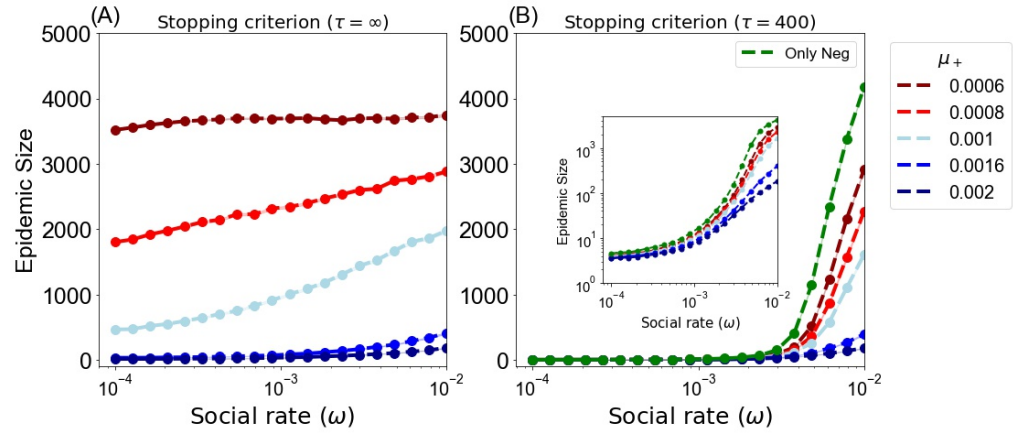 (A)
Stopping criterion (τ = ∞)
5000
4000
3000
2000
1000
0
Epidemic Size
10⁻⁴
10⁻³
10⁻²
Social rate (ω)
(B)
Stopping criterion (τ = 400)
5000
4000
3000
2000
1000
0
Only Neg
10³
10²
10¹
10⁰
Epidemic Size
10⁻⁴
10⁻³
10⁻²
Social rate (ω)
10⁻⁴
10⁻³
10⁻²
Social rate (ω)
μ₊
0.0006
0.0008
0.001
0.0016
0.002